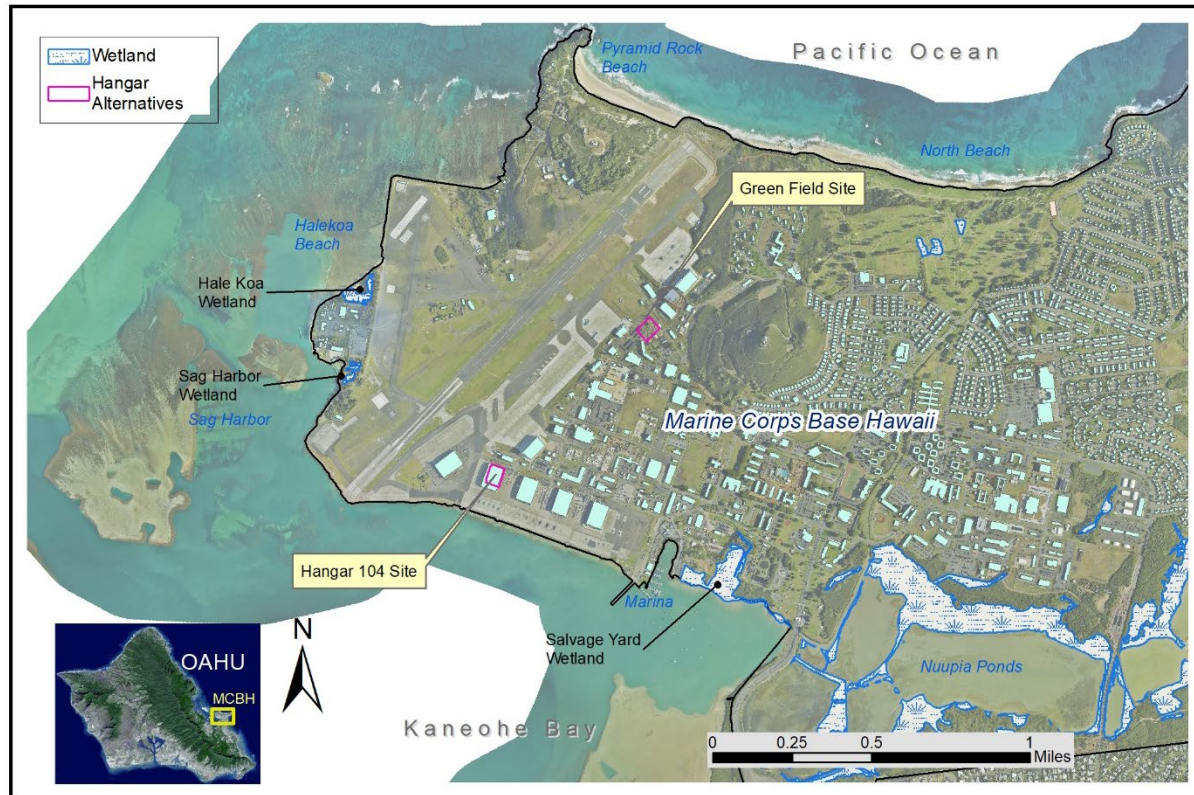 Wetland
Hangar
Alternatives
Pacific Ocean
Pyramid Rock
Beach
North Beach
Green Field Site
Halekoa
Beach
Hale Koa
Wetland
Sag Harbor
Wetland
Sag Harbor
Marine Corps Base Hawaii
Hangar 104 Site
Marina
Salvage Yard
Wetland
Nuupia Ponds
Kaneohe Bay
OAHU
MCBH
N
0 0.25 0.5 1
Miles